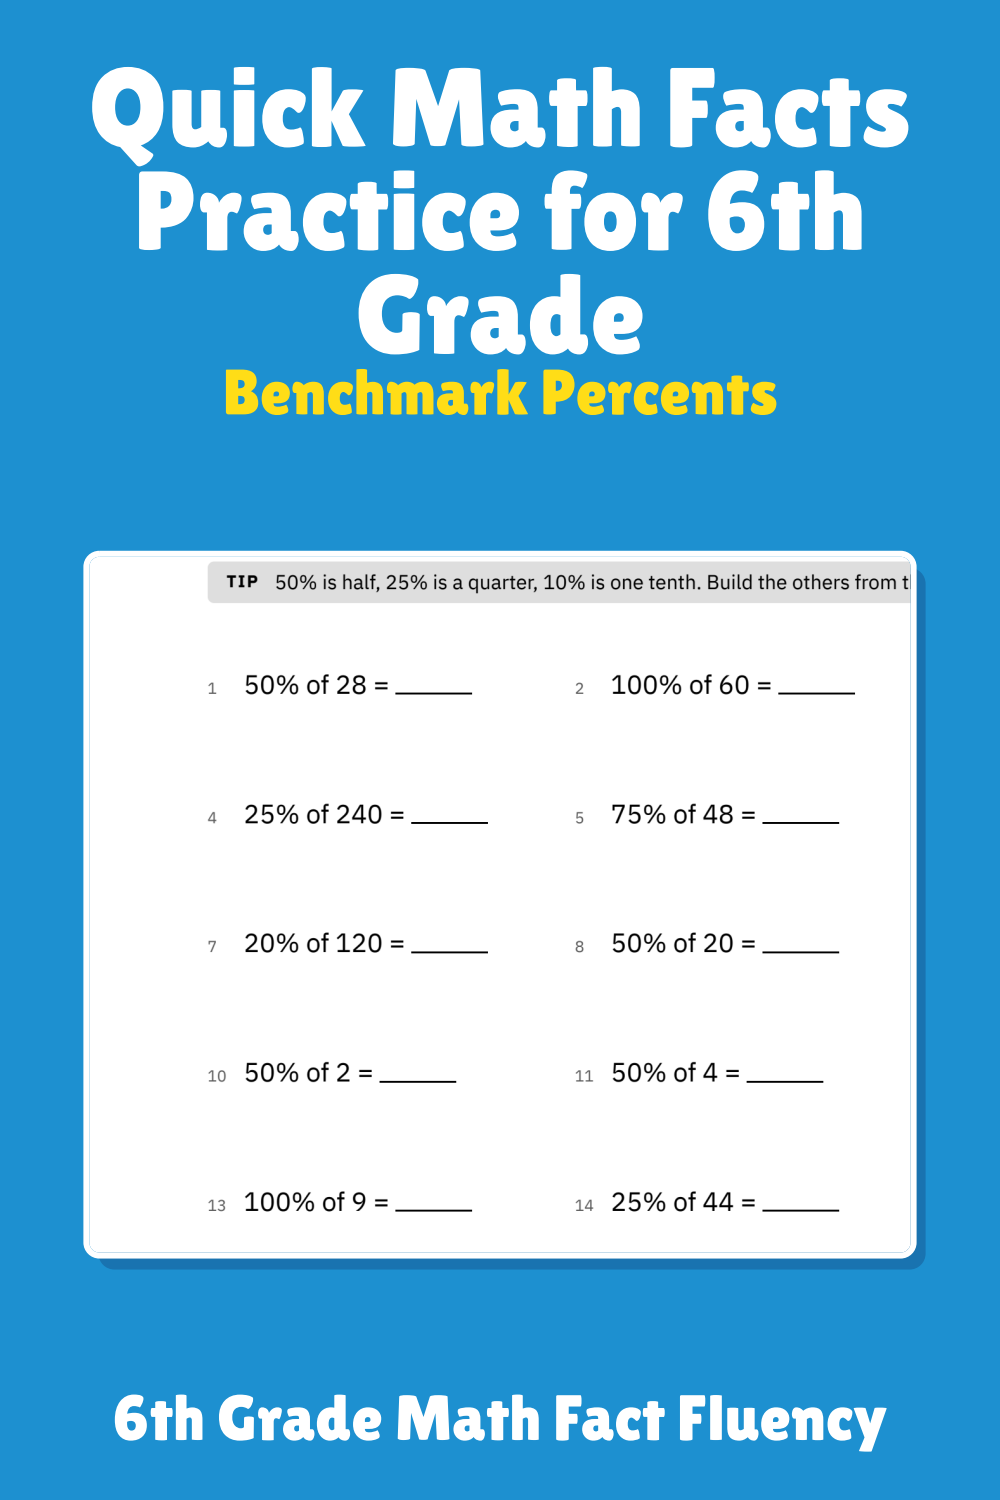 Quick Math Facts
Practice for 6th
Grade
Benchmark Percents
TIP 50% is half, 25% is a quarter, 10% is one tenth. Build the others from
1 50% of 28 = ______ 2 100% of 60 = ______
4 25% of 240 = ______ 5 75% of 48 = ______
7 20% of 120 = ______ 8 50% of 20 = ______
10 50% of 2 = ______ 11 50% of 4 = ______
13 100% of 9 = ______ 14 25% of 44 = ______
6th Grade Math Fact Fluency